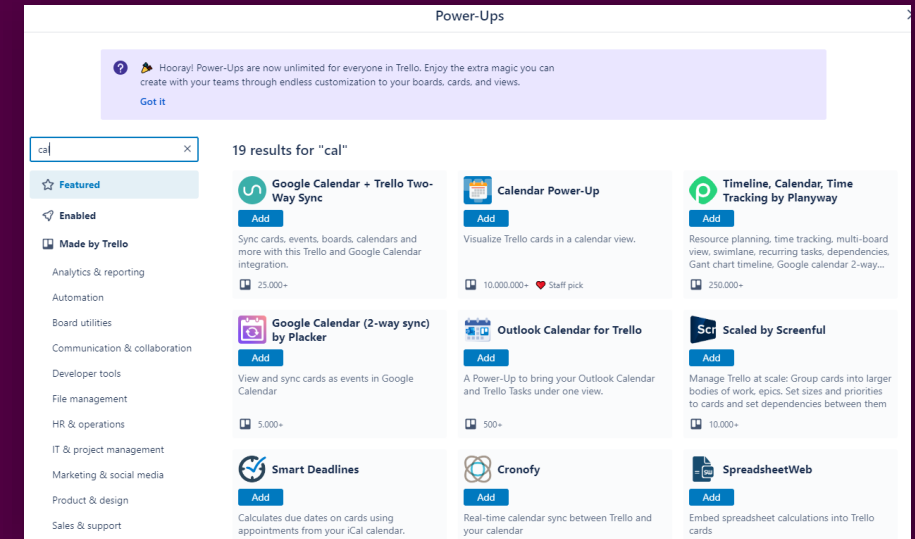 Power-Ups
Hooray! Power-Ups are now unlimited for everyone in Trello. Enjoy the extra magic you can
create with your teams through endless customization to your boards, cards, and views.
Got it
cal
19 results for "cal"
Featured
Enabled
Made by Trello
Analytics & reporting
Automation
Board utilities
Communication & collaboration
Developer tools
File management
HR & operations
IT & project management
Marketing & social media
Product & design
Sales & support
Google Calendar + Trello Two-
Way Sync
Add
Sync cards, events, boards, calendars and
more with this Trello and Google Calendar
integration.
25.000+
Calendar Power-Up
Add
Visualize Trello cards in a calendar view.
10.000.000+ Staff pick
Timeline, Calendar, Time
Tracking by Planyway
Add
Resource planning, time tracking, multi-board
view, swimlane, recurring tasks, dependencies,
Gant chart timeline, Google calendar 2-way...
250.000+
Google Calendar (2-way sync)
by Placker
Add
View and sync cards as events in Google
Calendar
5.000+
Outlook Calendar for Trello
Add
A Power-Up to bring your Outlook Calendar
and Trello Tasks under one view.
500+
Scr
Scaled by Screenful
Add
Manage Trello at scale: Group cards into larger
bodies of work, epics. Set sizes and priorities
to cards and set dependencies between them
10.000+
Smart Deadlines
Add
Calculates due dates on cards using
appointments from your iCal calendar.
Cronofy
Add
Real-time calendar sync between Trello and
your calendar
SW
SpreadsheetWeb
Add
Embed spreadsheet calculations into Trello
cards